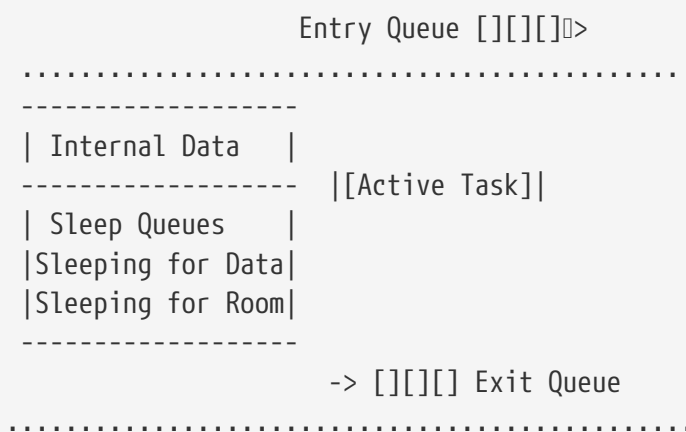 Entry Queue [][][]▯>
.............................................
-------------------
| Internal Data   |
-------------------  |[Active Task]|
| Sleep Queues    |
|Sleeping for Data|
|Sleeping for Room|
-------------------
-> [][][] Exit Queue
...............................................